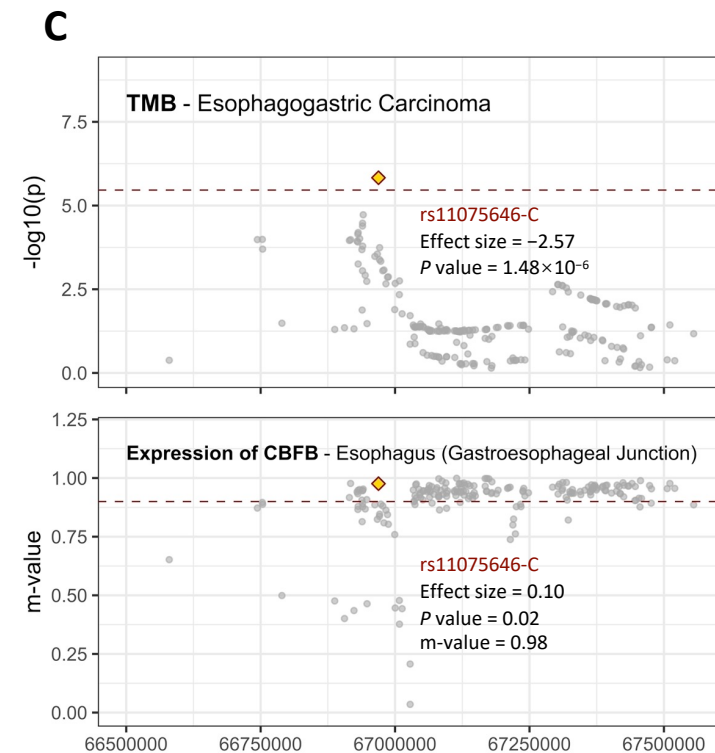 C
TMB - Esophagogastric Carcinoma
7.5
5.0
2.5
0.0
-log10(p)
rs11075646-C
Effect size = −2.57
P value = 1.48×10⁻⁶
1.25
1.00
0.75
0.50
0.25
0.00
m-value
Expression of CBFB - Esophagus (Gastroesophageal Junction)
rs11075646-C
Effect size = 0.10
P value = 0.02
m-value = 0.98
66500000 66750000 67000000 67250000 67500000